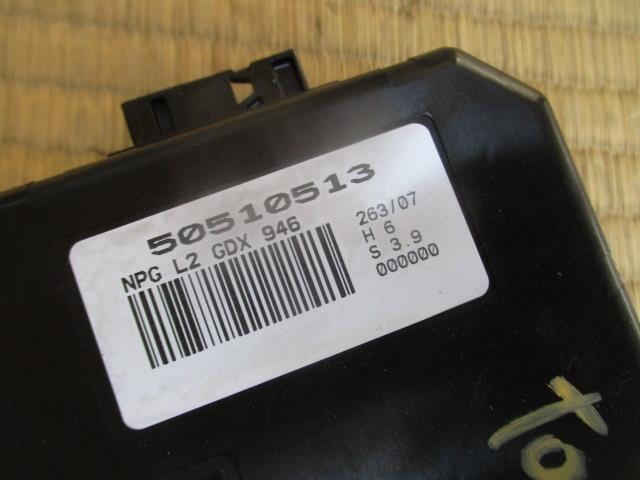 50510513
NPG L2 GDX 946
263/07
H 6
S 3.9
000000